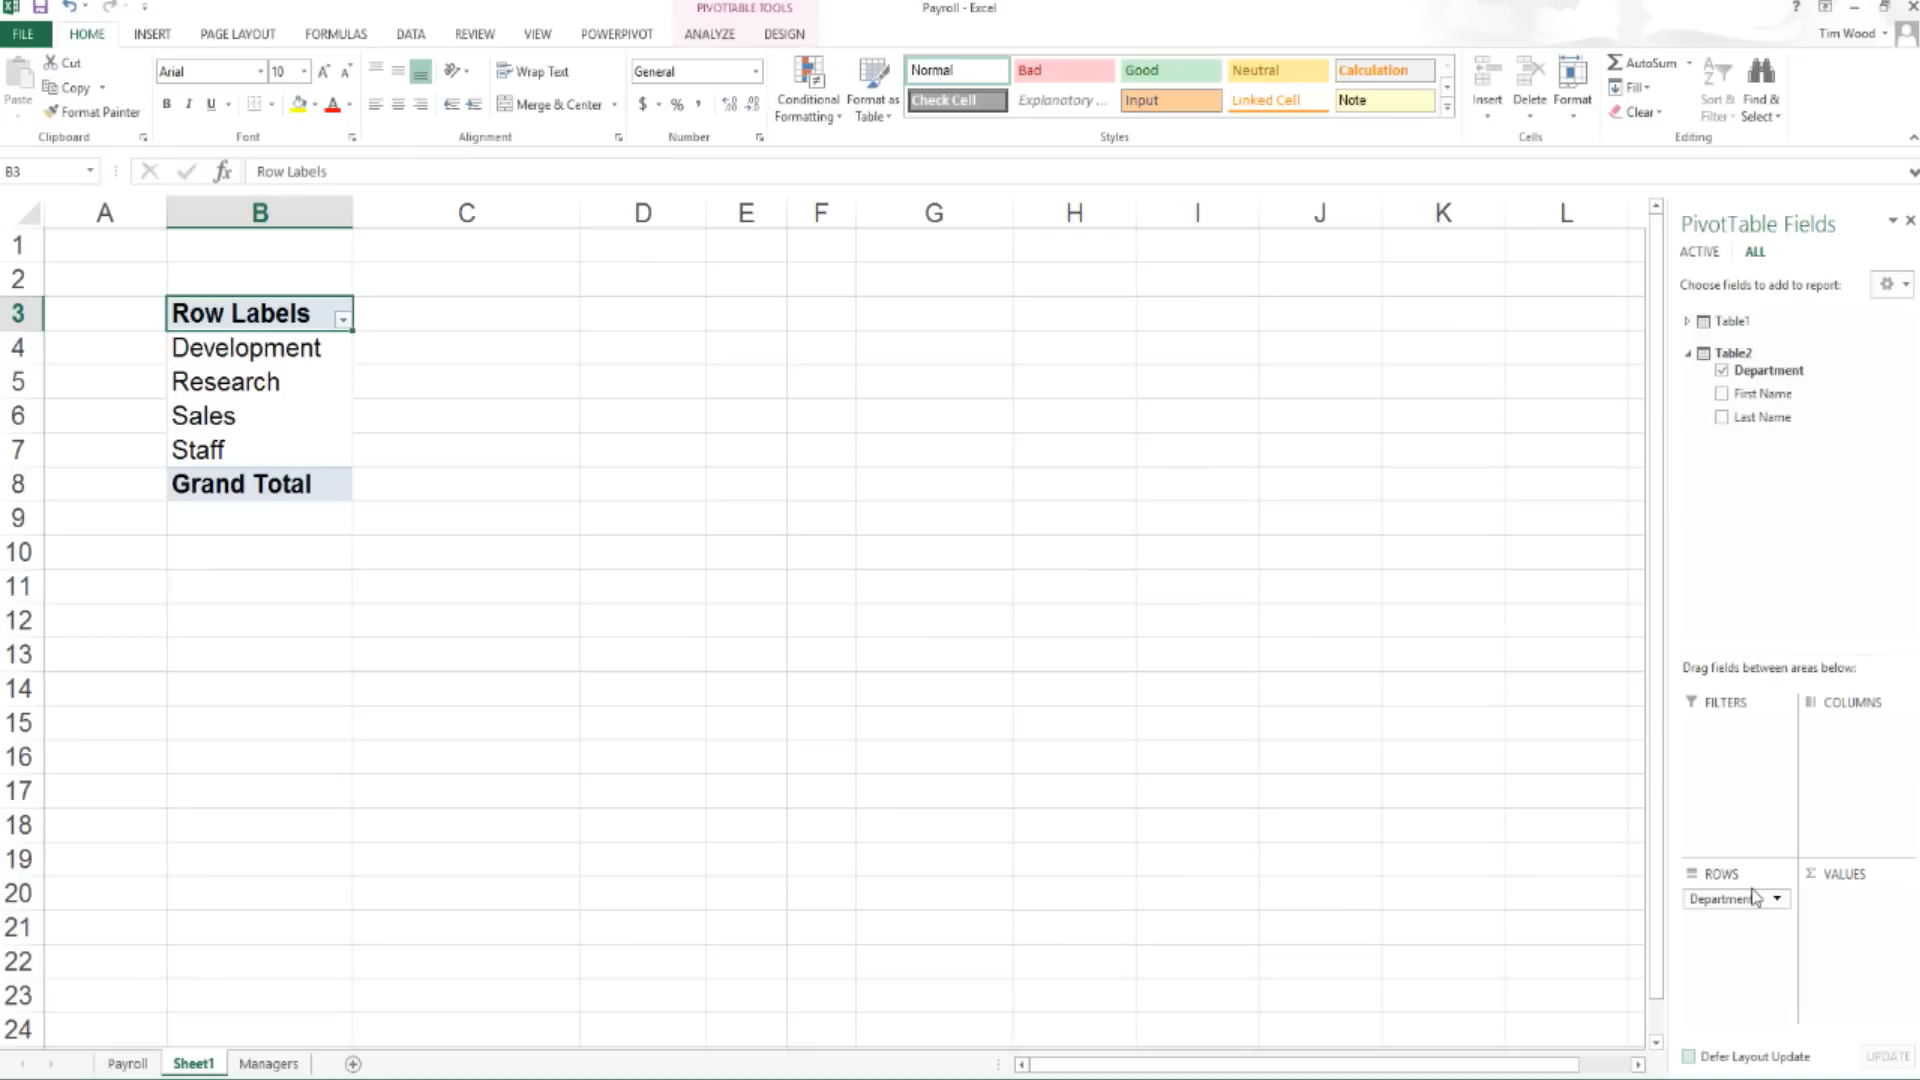 PIVOTTABLE TOOLS
Payroll - Excel
?
FILE HOME INSERT PAGE LAYOUT FORMULAS DATA REVIEW VIEW POWERPIVOT ANALYZE DESIGN
Tim Wood
Paste
Cut
Copy
Format Painter
Clipboard
Arial 10
B I U
Font
Wrap Text
Merge & Center
Alignment
General
$ % ,
Number
Conditional Formatting
Format as Table
Normal Bad Good Neutral Calculation
Check Cell Explanatory ... Input Linked Cell Note
Styles
Insert Delete Format
Cells
AutoSum
Fill
Clear
Sort & Filter
Find & Select
Editing
B3 fx Row Labels
A B C D E F G H I J K L
1
2
3 Row Labels
4 Development
5 Research
6 Sales
7 Staff
8 Grand Total
9
10
11
12
13
14
15
16
17
18
19
20
21
22
23
24
PivotTable Fields
ACTIVE ALL
Choose fields to add to report:
Table1
Table2
Department
First Name
Last Name
Drag fields between areas below:
FILTERS COLUMNS
ROWS VALUES
Department
Defer Layout Update UPDATE
Payroll Sheet1 Managers